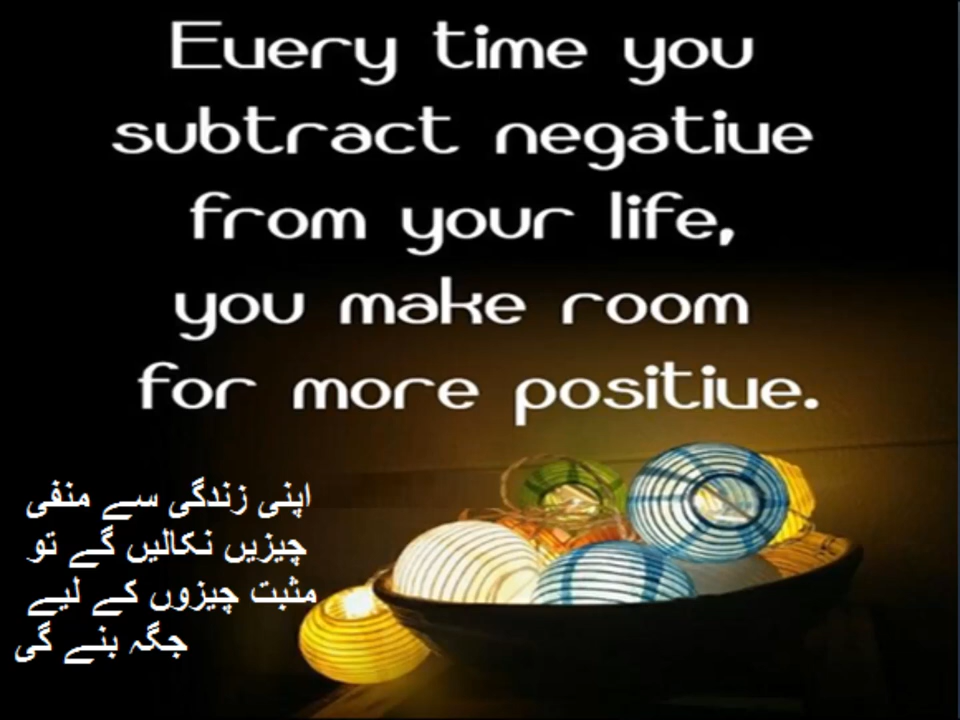 Every time you
subtract negative
from your life,
you make room
for more positive.
اپنی زندگی سے منفی
چیزیں نکالیں گے تو
مثبت چیزوں کے لیے
جگہ بنے گی